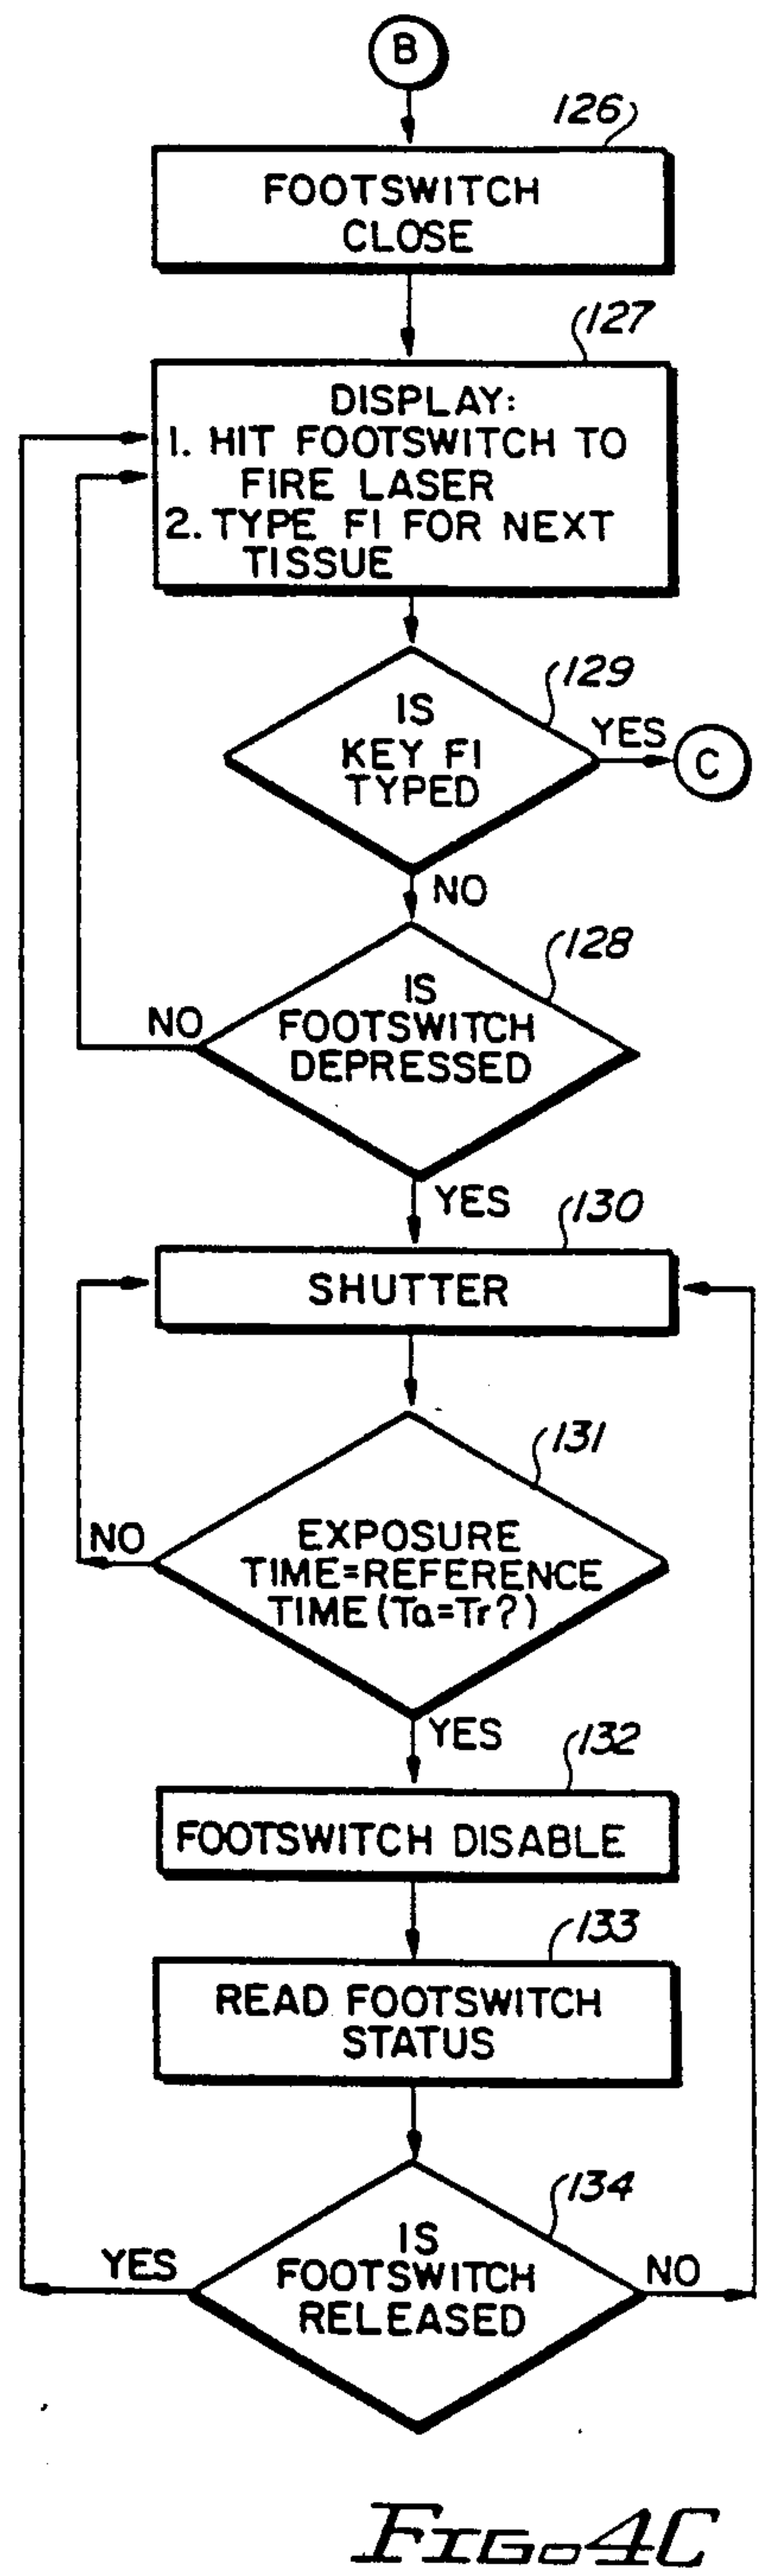 B
126
FOOTSWITCH
CLOSE
127
DISPLAY:
1. HIT FOOTSWITCH TO
FIRE LASER
2. TYPE F1 FOR NEXT
TISSUE
129
IS
KEY F1
TYPED
YES
C
NO
128
IS
FOOTSWITCH
DEPRESSED
NO
YES
130
SHUTTER
131
EXPOSURE
TIME=REFERENCE
TIME (Ta=Tr?)
NO
YES
132
FOOTSWITCH DISABLE
133
READ FOOTSWITCH
STATUS
134
IS
FOOTSWITCH
RELEASED
YES
NO
FIG. 4C